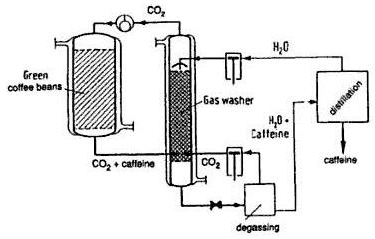 CO₂
Green
coffee beans
Gas washer
H₂O
distillation
H₂O +
Caffeine
caffeine
CO₂ + caffeine
CO₂
degassing